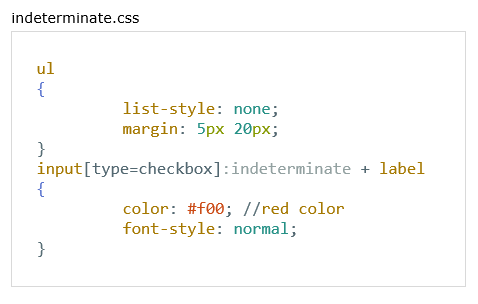 indeterminate.css
ul
{
list-style: none;
margin: 5px 20px;
}
input[type=checkbox]:indeterminate + label
{
color: #f00; //red color
font-style: normal;
}